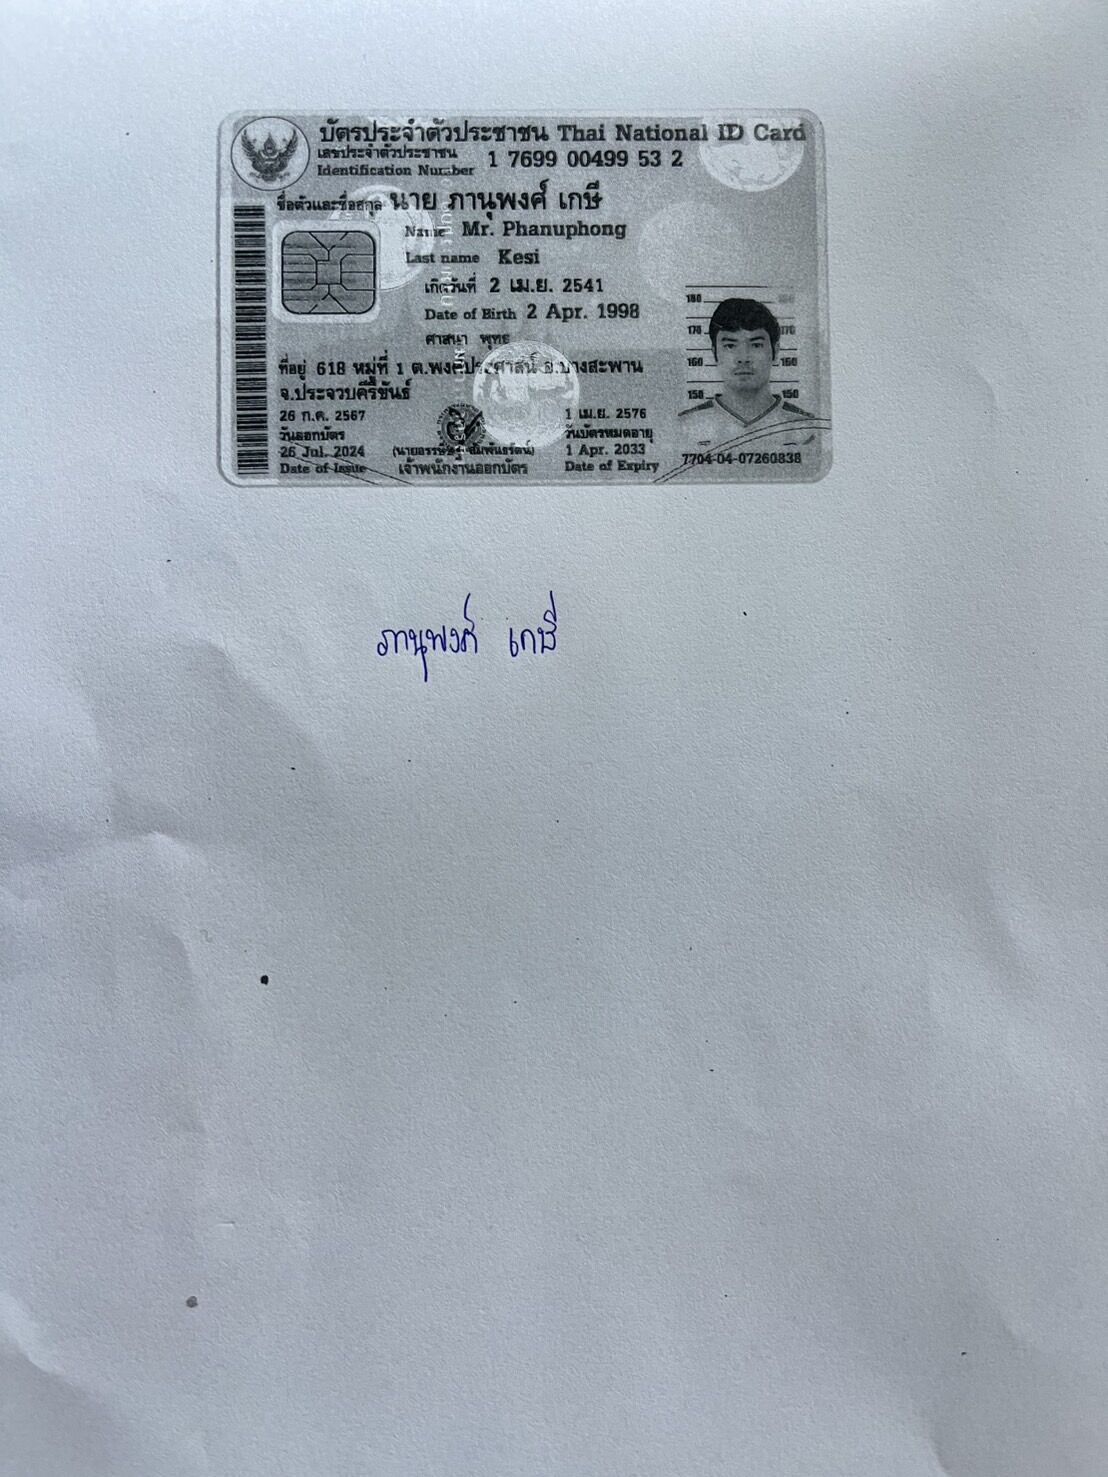 บัตรประจำตัวประชาชน Thai National ID Card
เลขประจำตัวประชาชน
Identification Number
1 7699 00499 53 2
ชื่อตัวและชื่อสกุล นาย ภานุพงศ์ เกษี
Name Mr. Phanuphong
Last name Kesi
เกิดวันที่ 2 เม.ย. 2541
Date of Birth 2 Apr. 1998
ศาสนา พุทธ
ที่อยู่ 618 หมู่ที่ 1 ต.พงศ์ประศาสน์ อ.บางสะพาน
จ.ประจวบคีรีขันธ์
26 ก.ค. 2567
วันออกบัตร
26 Jul. 2024
Date of Issue
เจ้าพนักงานออกบัตร
1 เม.ย. 2576
วันบัตรหมดอายุ
1 Apr. 2033
Date of Expiry
180
170 170
160 160
150 150
7704-04-07260838
ภานุพงศ์ เกษี